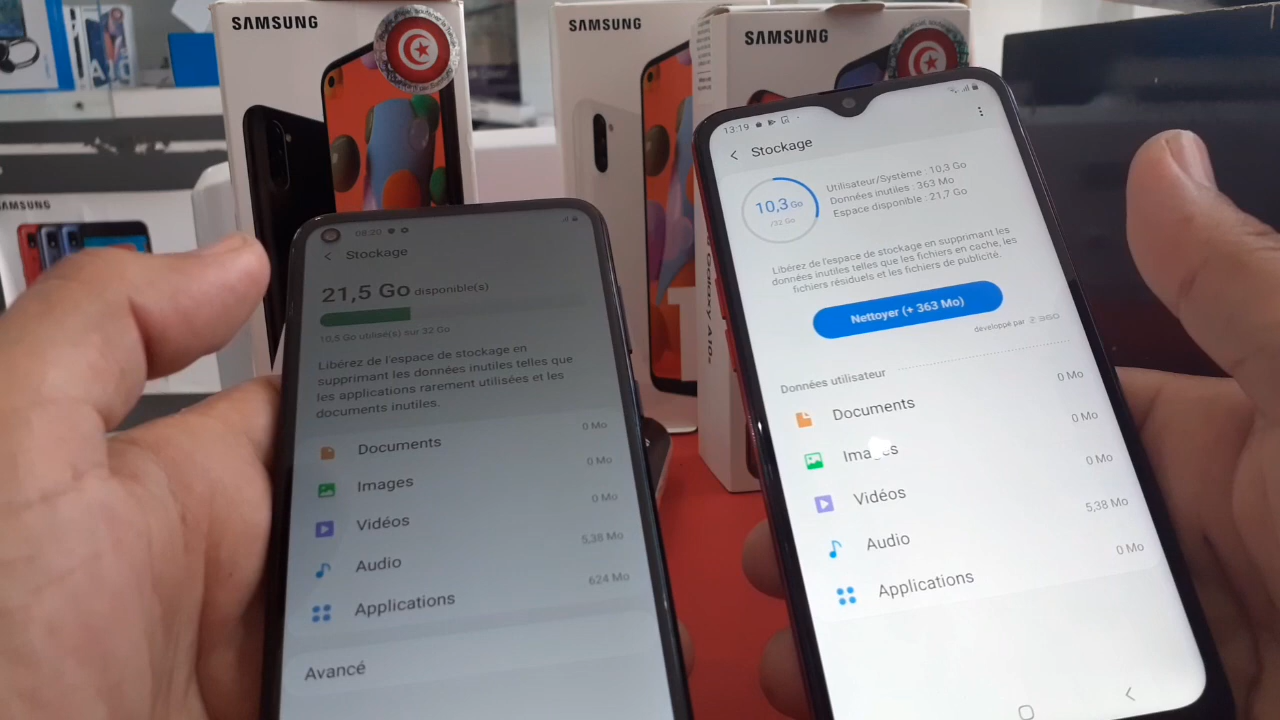 SAMSUNG
SAMSUNG
SAMSUNG
SAMSUNG
Galaxy A10s
08:20
Stockage
21,5 Go disponible(s)
10,5 Go utilisé(s) sur 32 Go
Libérez de l'espace de stockage en
supprimant les données inutiles telles que
les applications rarement utilisées et les
documents inutiles.
Documents
0 Mo
Images
0 Mo
Vidéos
0 Mo
Audio
5,38 Mo
Applications
624 Mo
Avancé
13:19
Stockage
10,3 Go
/32 Go
Utilisateur/Système : 10,3 Go
Données inutiles : 363 Mo
Espace disponible : 21,7 Go
Libérez de l'espace de stockage en supprimant les
données inutiles telles que les fichiers en cache, les
fichiers résiduels et les fichiers de publicité.
Nettoyer (+ 363 Mo)
développé par 360
Données utilisateur
Documents
0 Mo
Images
0 Mo
Vidéos
0 Mo
Audio
5,38 Mo
Applications
0 Mo